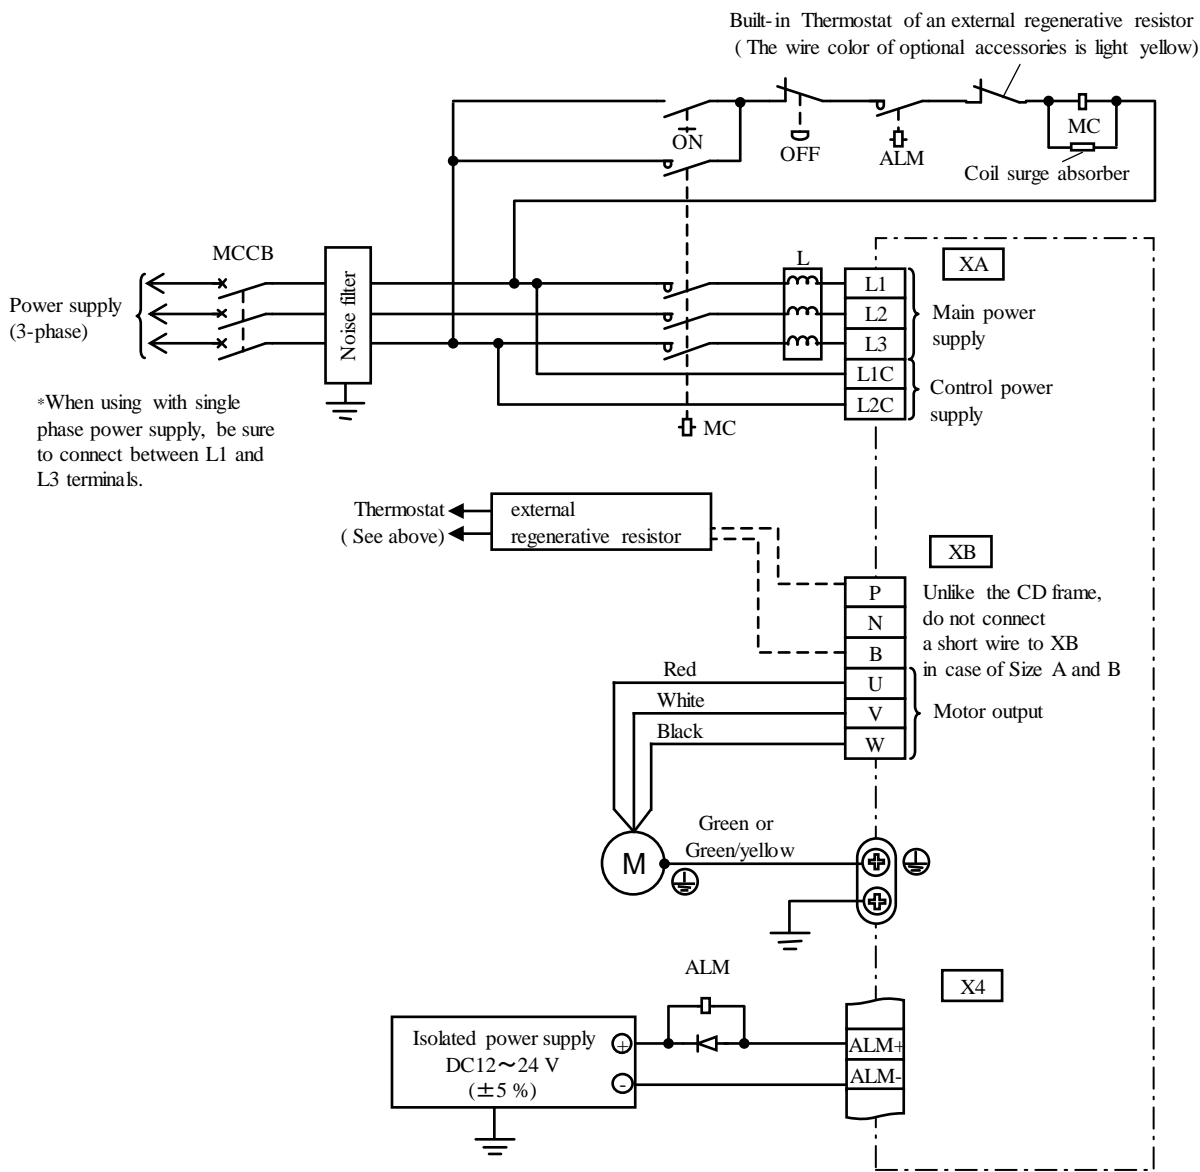 Built-in Thermostat of an external regenerative resistor
( The wire color of optional accessories is light yellow)
ON
OFF
ALM
MC
Coil surge absorber
MCCB
Noise filter
L
XA
Power supply
(3-phase)
L1
L2
L3
L1C
L2C
Main power
supply
Control power
supply
*When using with single
phase power supply, be sure
to connect between L1 and
L3 terminals.
MC
Thermostat
( See above)
external
regenerative resistor
XB
P
N
B
U
V
W
Unlike the CD frame,
do not connect
a short wire to XB
in case of Size A and B
Motor output
Red
White
Black
M
Green or
Green/yellow
ALM
X4
Isolated power supply
DC12～24 V
(±5 %)
+
-
ALM+
ALM-